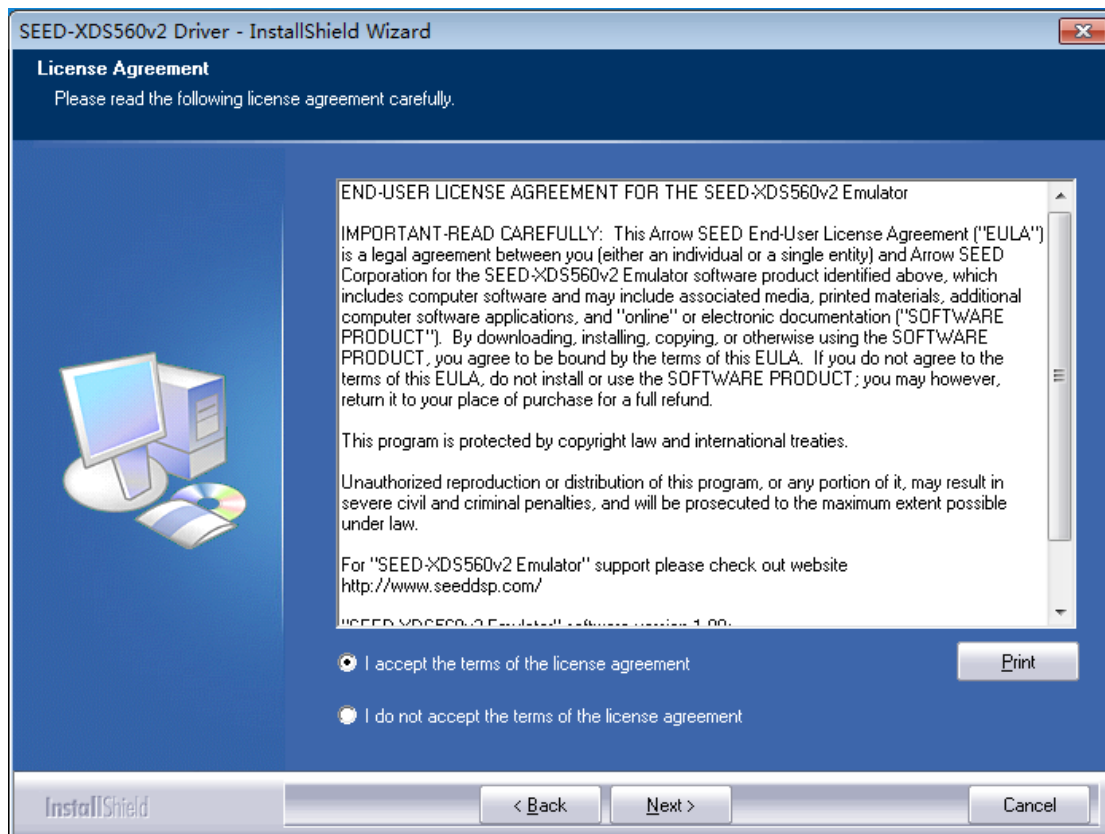 SEED-XDS560v2 Driver - InstallShield Wizard
License Agreement
Please read the following license agreement carefully.
END-USER LICENSE AGREEMENT FOR THE SEED-XDS560v2 Emulator
IMPORTANT-READ CAREFULLY:  This Arrow SEED End-User License Agreement ("EULA")
is a legal agreement between you (either an individual or a single entity) and Arrow SEED
Corporation for the SEED-XDS560v2 Emulator software product identified above, which
includes computer software and may include associated media, printed materials, additional
computer software applications, and "online" or electronic documentation ("SOFTWARE
PRODUCT").  By downloading, installing, copying, or otherwise using the SOFTWARE
PRODUCT, you agree to be bound by the terms of this EULA.  If you do not agree to the
terms of this EULA, do not install or use the SOFTWARE PRODUCT; you may however,
return it to your place of purchase for a full refund.
This program is protected by copyright law and international treaties.
Unauthorized reproduction or distribution of this program, or any portion of it, may result in
severe civil and criminal penalties, and will be prosecuted to the maximum extent possible
under law.
For "SEED-XDS560v2 Emulator" support please check out website
http://www.seeddsp.com/
"SEED-XDS560v2 Emulator" software version 1.00:
I accept the terms of the license agreement
Print
I do not accept the terms of the license agreement
InstallShield
< Back
Next >
Cancel